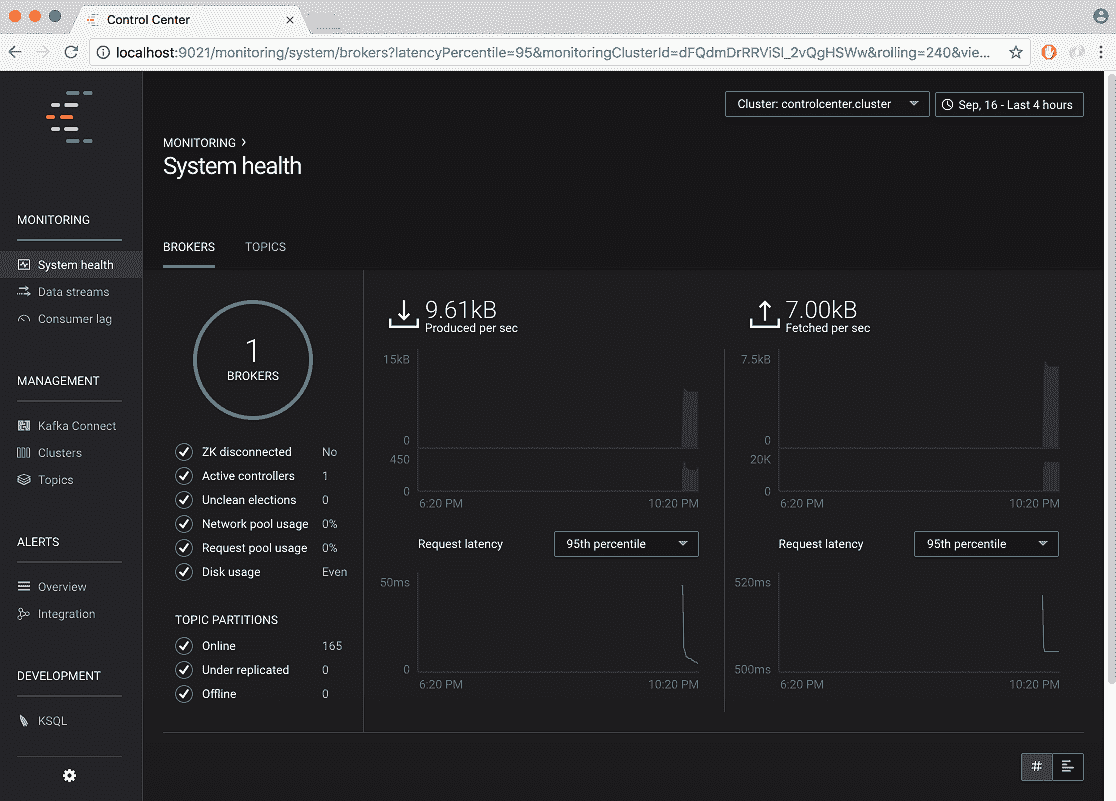 Control Center
localhost:9021/monitoring/system/brokers?latencyPercentile=95&monitoringClusterId=dFQdmDrRRViSI_2vQgHSWw&rolling=240&vie...
Cluster: controlcenter.cluster
Sep, 16 - Last 4 hours
MONITORING >
System health
MONITORING
System health
Data streams
Consumer lag
MANAGEMENT
Kafka Connect
Clusters
Topics
ALERTS
Overview
Integration
DEVELOPMENT
KSQL
BROKERS TOPICS
1
BROKERS
ZK disconnected No
Active controllers 1
Unclean elections 0
Network pool usage 0%
Request pool usage 0%
Disk usage Even
TOPIC PARTITIONS
Online 165
Under replicated 0
Offline 0
9.61kB
Produced per sec
15kB
0
450
0
6:20 PM 10:20 PM
Request latency 95th percentile
50ms
0
6:20 PM 10:20 PM
7.00kB
Fetched per sec
7.5kB
0
20K
0
6:20 PM 10:20 PM
Request latency 95th percentile
520ms
500ms
6:20 PM 10:20 PM
#